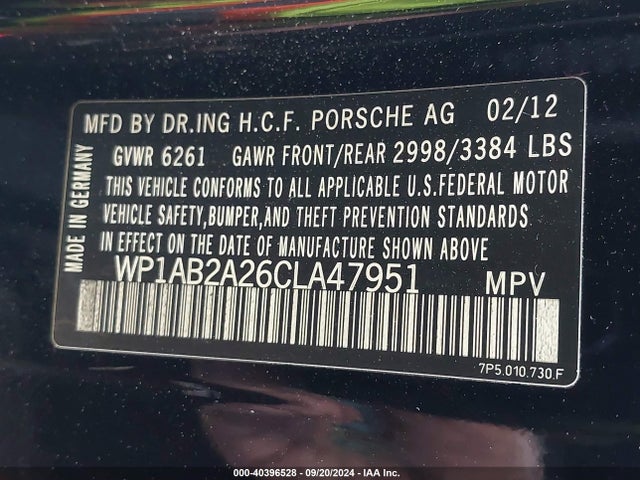 MFD BY DR.ING H.C.F. PORSCHE AG 02/12
GVWR 6261 GAWR FRONT/REAR 2998/3384 LBS
THIS VEHICLE CONFORMS TO ALL APPLICABLE U.S.FEDERAL MOTOR
VEHICLE SAFETY,BUMPER,AND THEFT PREVENTION STANDARDS
IN EFFECT ON THE DATE OF MANUFACTURE SHOWN ABOVE
WP1AB2A26CLA47951 MPV
MADE IN GERMANY
7P5.010.730.F
000-40396528 - 09/20/2024 - IAA Inc.